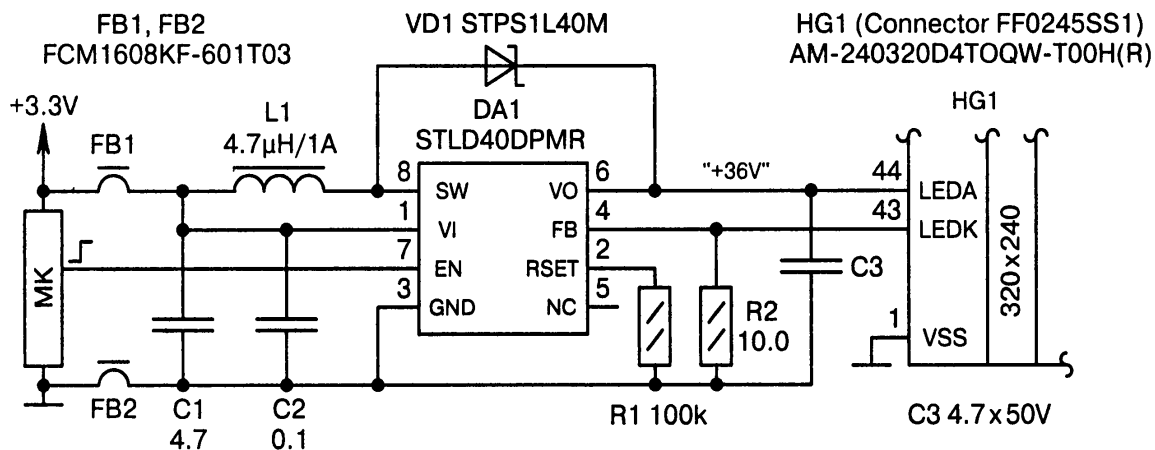 FB1, FB2
FCM1608KF-601T03
VD1 STPS1L40M
HG1 (Connector FF0245SS1)
AM-240320D4TOQW-T00H(R)
+3.3V
FB1
L1
4.7µH/1A
DA1
STLD40DPMR
HG1
8 SW VO 6
"+36V"
44 LEDA
1 VI FB 4
43 LEDK
7 EN RSET 2
3 GND NC 5
MK
C3
320x240
R2
10.0
1 VSS
FB2
C1
4.7
C2
0.1
R1 100k
C3 4.7x50V